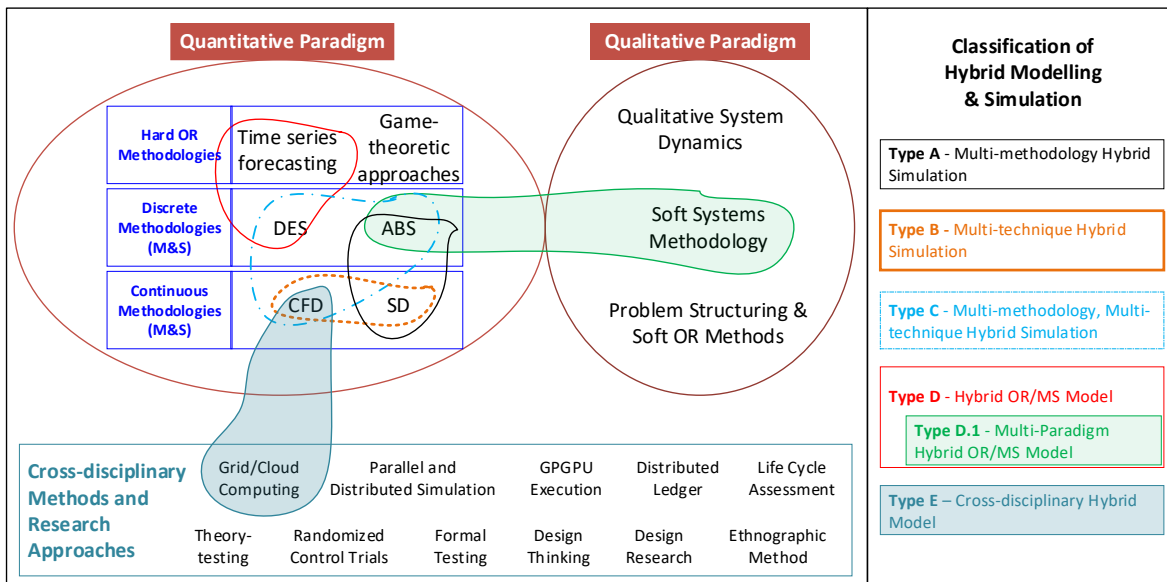 Quantitative Paradigm
Qualitative Paradigm
Hard OR
Methodologies
Time series
forecasting
Game-
theoretic
approaches
Discrete
Methodologies
(M&S)
DES
ABS
Continuous
Methodologies
(M&S)
CFD
SD
Qualitative System
Dynamics
Soft Systems
Methodology
Problem Structuring &
Soft OR Methods
Cross-disciplinary
Methods and
Research
Approaches
Grid/Cloud
Computing
Parallel and
Distributed Simulation
GPGPU
Execution
Distributed
Ledger
Life Cycle
Assessment
Theory-
testing
Randomized
Control Trials
Formal
Testing
Design
Thinking
Design
Research
Ethnographic
Method
Classification of
Hybrid Modelling
& Simulation
Type A - Multi-methodology Hybrid
Simulation
Type B - Multi-technique Hybrid
Simulation
Type C - Multi-methodology, Multi-
technique Hybrid Simulation
Type D - Hybrid OR/MS Model
Type D.1 - Multi-Paradigm
Hybrid OR/MS Model
Type E – Cross-disciplinary Hybrid
Model